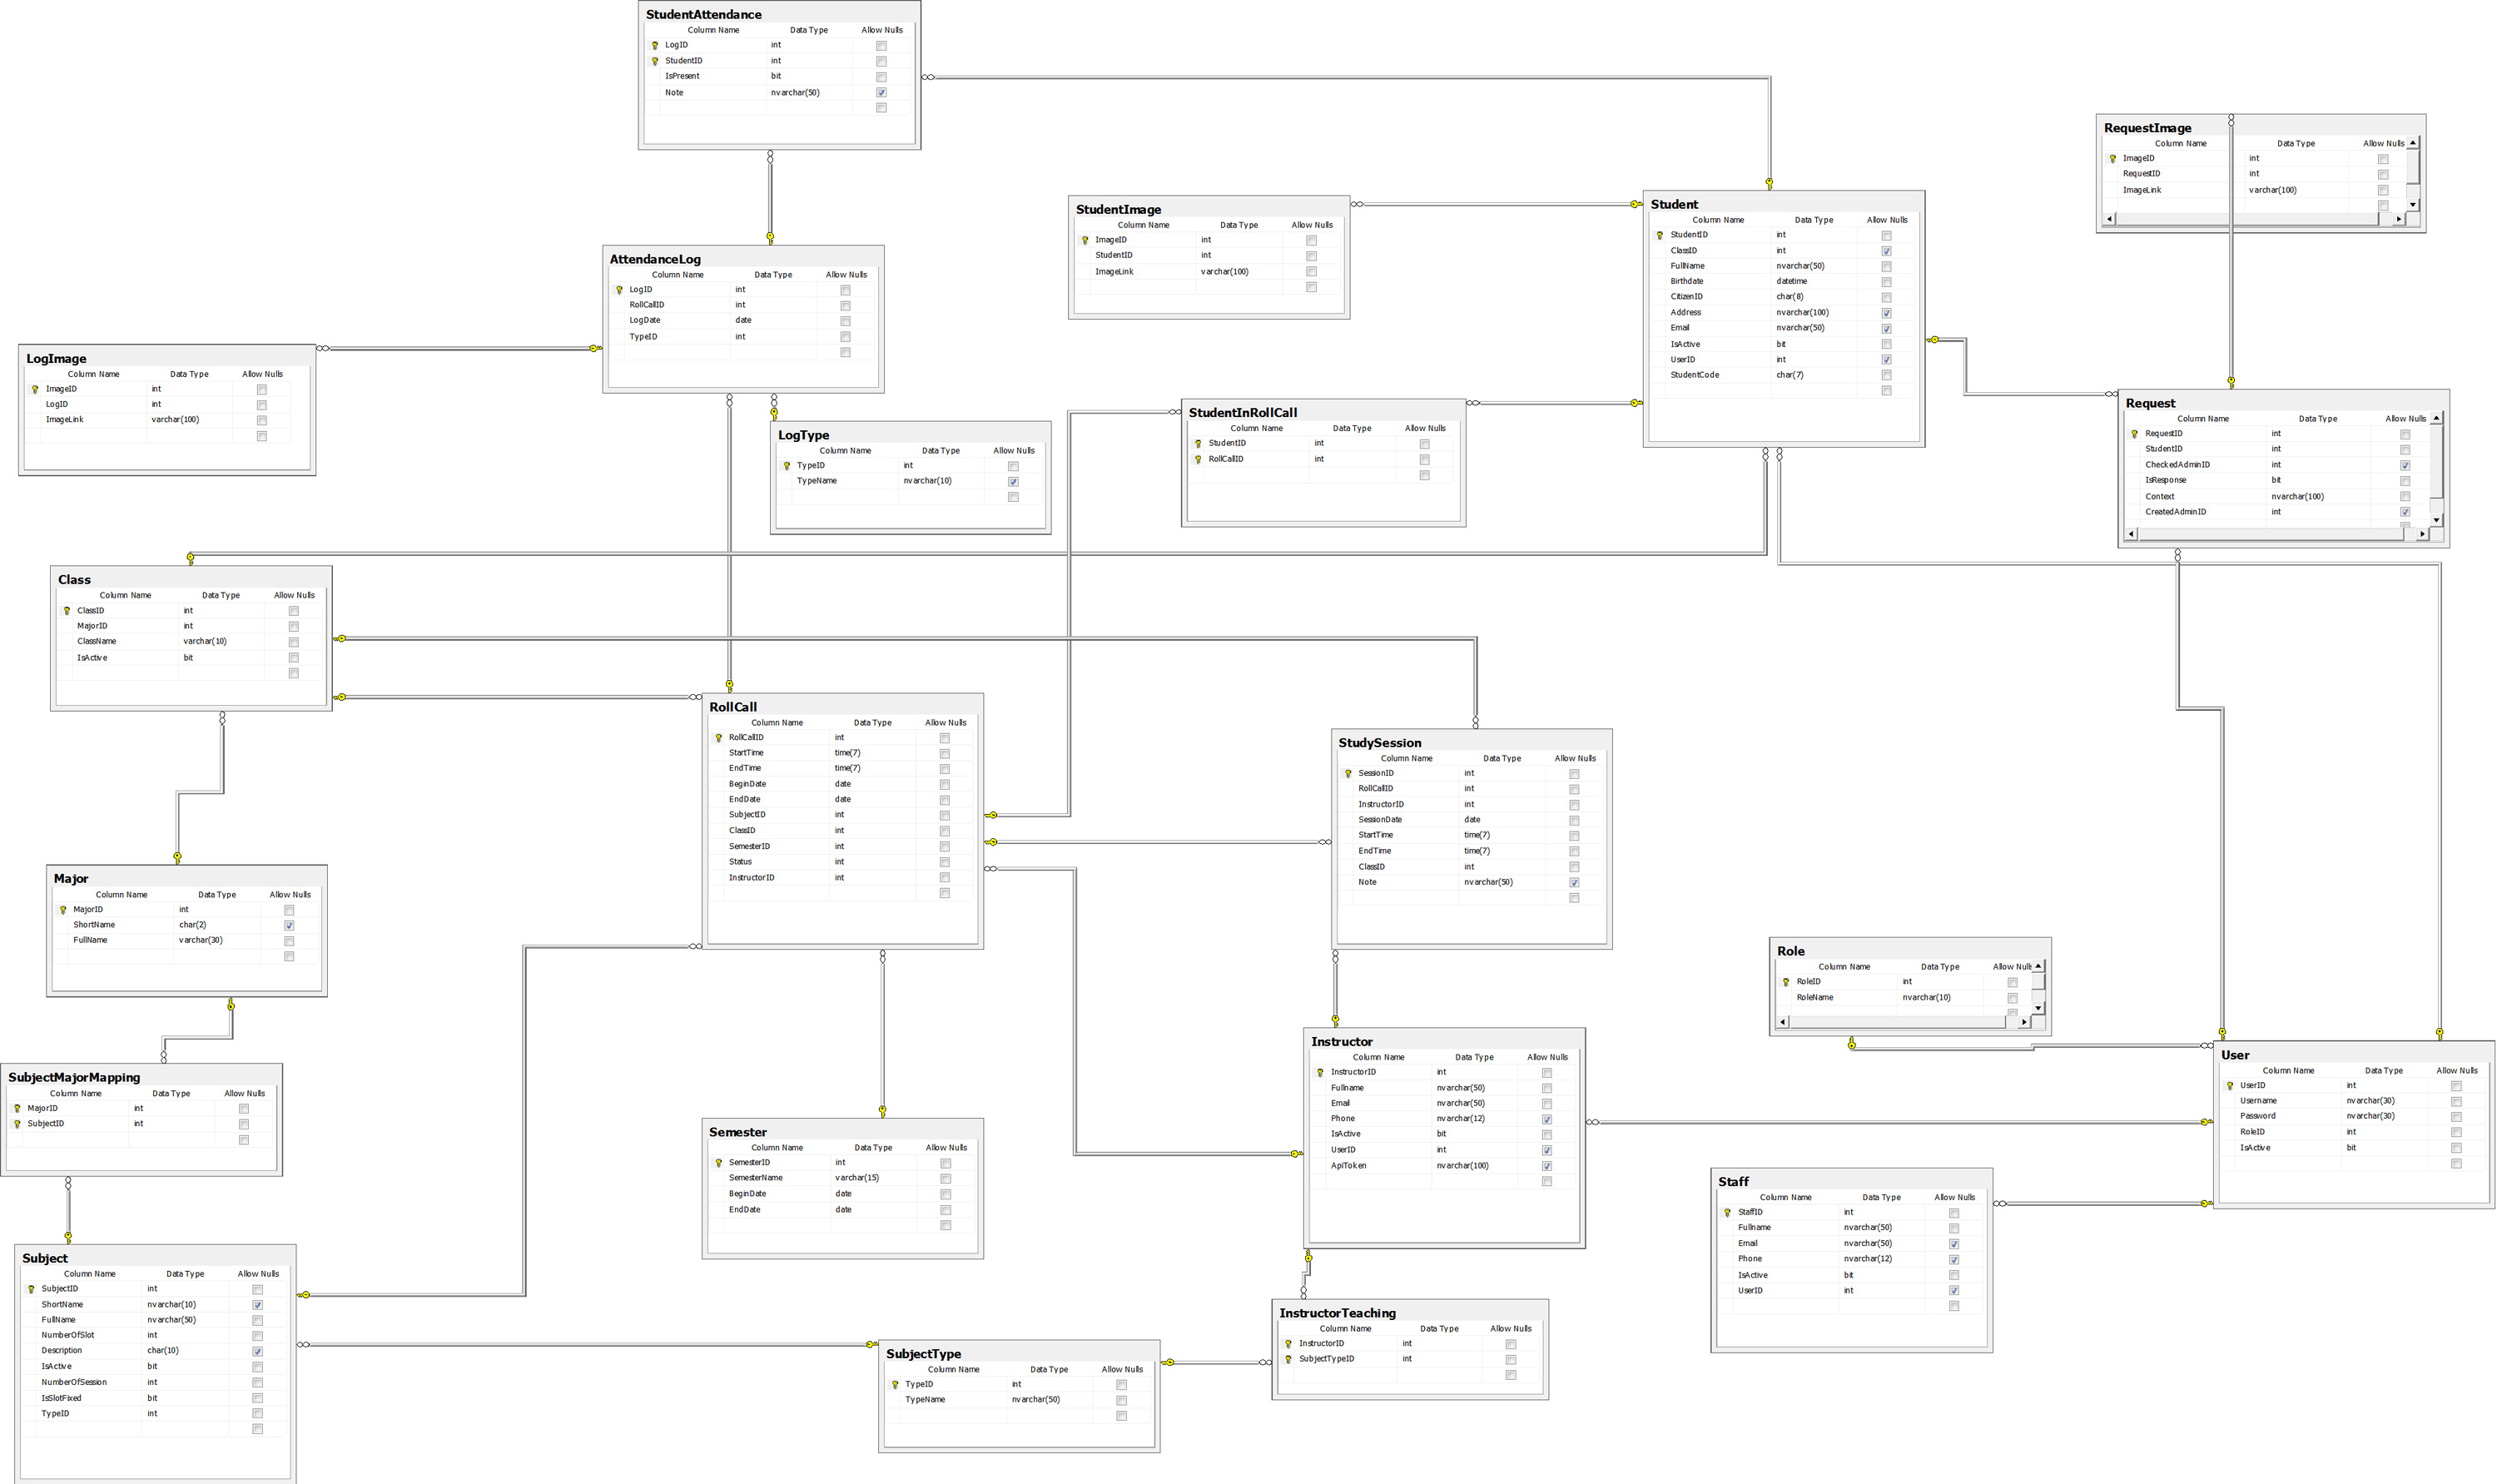 StudentAttendance
Column Name Data Type Allow Nulls
LogID int
StudentID int
IsPresent bit
Note nvarchar(50)
RequestImage
Column Name Data Type Allow Nulls
ImageID int
RequestID int
ImageLink varchar(100)
StudentImage
Column Name Data Type Allow Nulls
ImageID int
StudentID int
ImageLink varchar(100)
Student
Column Name Data Type Allow Nulls
StudentID int
ClassID int
FullName nvarchar(50)
Birthdate datetime
CitizenID char(8)
Address nvarchar(100)
Email nvarchar(50)
IsActive bit
UserID int
StudentCode char(7)
AttendanceLog
Column Name Data Type Allow Nulls
LogID int
RollCallID int
LogDate date
TypeID int
LogImage
Column Name Data Type Allow Nulls
ImageID int
LogID int
ImageLink varchar(100)
LogType
Column Name Data Type Allow Nulls
TypeID int
TypeName nvarchar(10)
StudentInRollCall
Column Name Data Type Allow Nulls
StudentID int
RollCallID int
Request
Column Name Data Type Allow Nulls
RequestID int
StudentID int
CheckedAdminID int
IsResponse bit
Context nvarchar(100)
CreatedAdminID int
Class
Column Name Data Type Allow Nulls
ClassID int
MajorID int
ClassName varchar(10)
IsActive bit
RollCall
Column Name Data Type Allow Nulls
RollCallID int
StartTime time(7)
EndTime time(7)
BeginDate date
EndDate date
SubjectID int
ClassID int
SemesterID int
Status int
InstructorID int
StudySession
Column Name Data Type Allow Nulls
SessionID int
RollCallID int
InstructorID int
SessionDate date
StartTime time(7)
EndTime time(7)
ClassID int
Note nvarchar(50)
Major
Column Name Data Type Allow Nulls
MajorID int
ShortName char(2)
FullName varchar(30)
Role
Column Name Data Type Allow Nulls
RoleID int
RoleName nvarchar(10)
SubjectMajorMapping
Column Name Data Type Allow Nulls
MajorID int
SubjectID int
Semester
Column Name Data Type Allow Nulls
SemesterID int
SemesterName varchar(15)
BeginDate date
EndDate date
Instructor
Column Name Data Type Allow Nulls
InstructorID int
Fullname nvarchar(50)
Email nvarchar(50)
Phone nvarchar(12)
IsActive bit
UserID int
ApiToken nvarchar(100)
User
Column Name Data Type Allow Nulls
UserID int
Username nvarchar(30)
Password nvarchar(30)
RoleID int
IsActive bit
Staff
Column Name Data Type Allow Nulls
StaffID int
Fullname nvarchar(50)
Email nvarchar(50)
Phone nvarchar(12)
IsActive bit
UserID int
Subject
Column Name Data Type Allow Nulls
SubjectID int
ShortName nvarchar(10)
FullName nvarchar(50)
NumberOfSlot int
Description char(10)
IsActive bit
NumberOfSession int
IsSlotFixed bit
TypeID int
SubjectType
Column Name Data Type Allow Nulls
TypeID int
TypeName nvarchar(50)
InstructorTeaching
Column Name Data Type Allow Nulls
InstructorID int
SubjectTypeID int